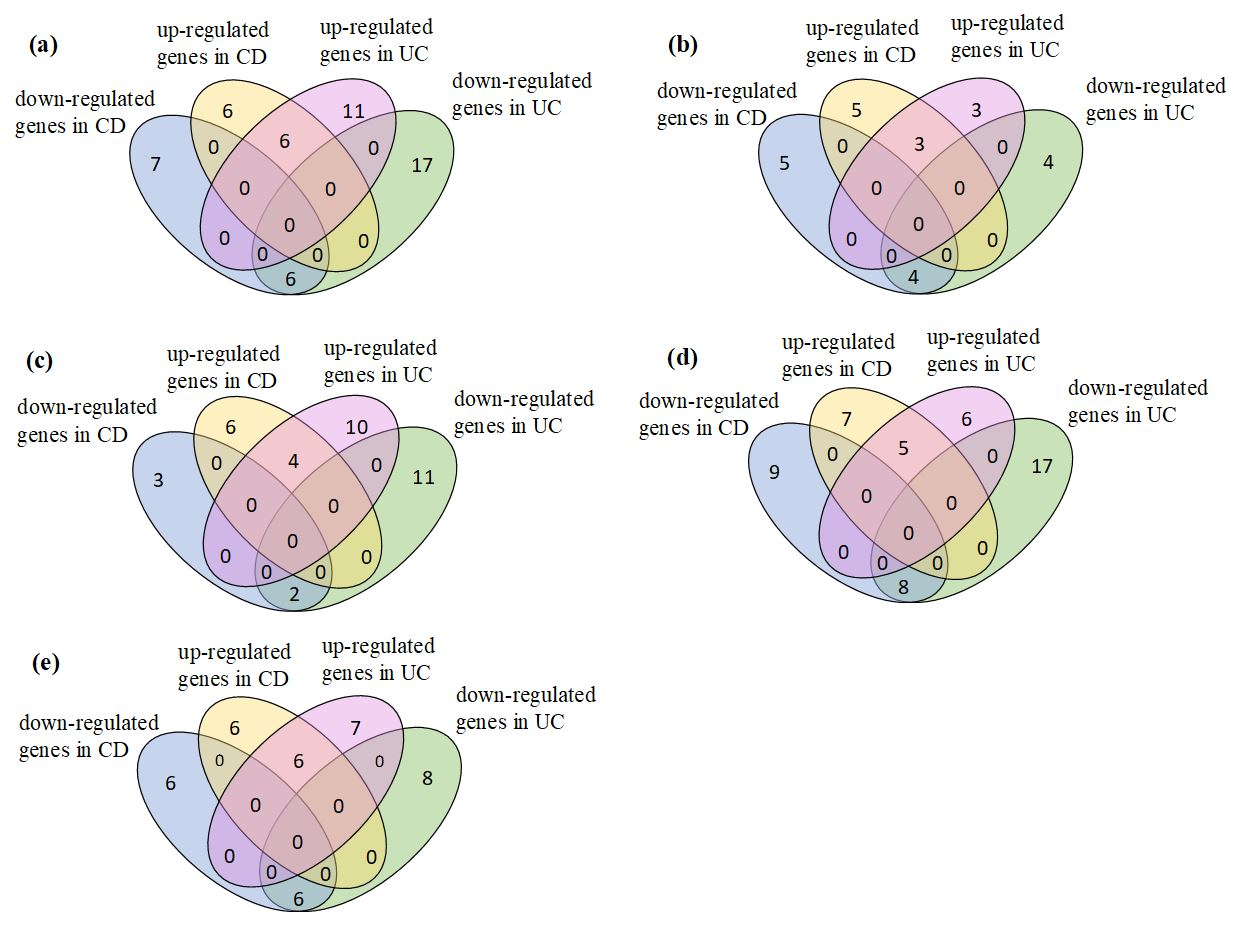 (a)
up-regulated
genes in CD
up-regulated
genes in UC
down-regulated
genes in CD
down-regulated
genes in UC
6
11
7
0
6
0
17
0
0
0
0
0
0
0
6
(b)
up-regulated
genes in CD
up-regulated
genes in UC
down-regulated
genes in CD
down-regulated
genes in UC
5
3
5
0
3
0
4
0
0
0
0
0
0
0
4
(c)
up-regulated
genes in CD
up-regulated
genes in UC
down-regulated
genes in CD
down-regulated
genes in UC
6
10
3
0
4
0
11
0
0
0
0
0
0
0
2
(d)
up-regulated
genes in CD
up-regulated
genes in UC
down-regulated
genes in CD
down-regulated
genes in UC
7
6
9
0
5
0
17
0
0
0
0
0
0
0
8
(e)
up-regulated
genes in CD
up-regulated
genes in UC
down-regulated
genes in CD
down-regulated
genes in UC
6
7
6
0
6
0
8
0
0
0
0
0
0
0
6